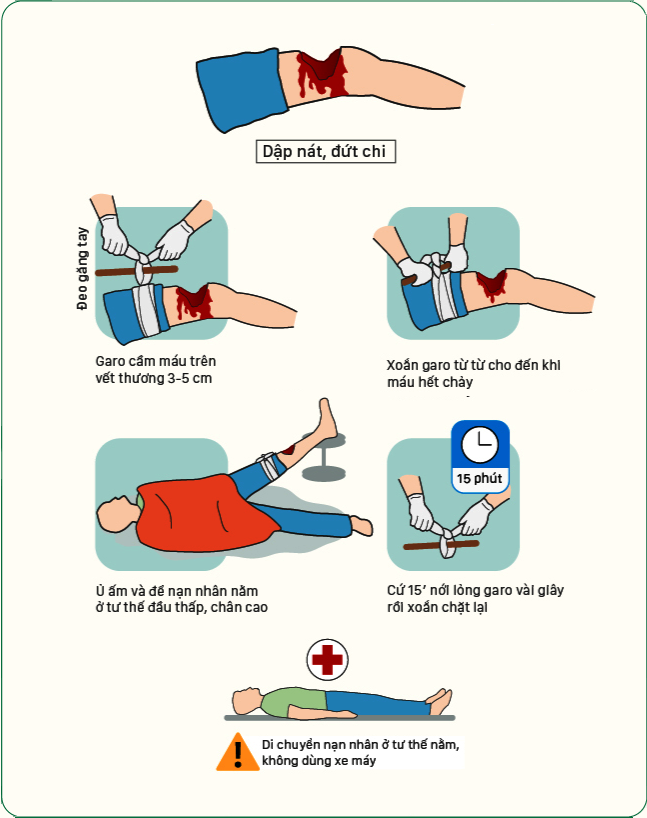 Dập nát, đứt chi
Đeo găng tay
Garo cầm máu trên
vết thương 3-5 cm
Xoắn garo từ từ cho đến khi
máu hết chảy
15 phút
Ủ ấm và để nạn nhân nằm
ở tư thế đầu thấp, chân cao
Cứ 15’ nới lỏng garo vài giây
rồi xoắn chặt lại
Di chuyển nạn nhân ở tư thế nằm,
không dùng xe máy